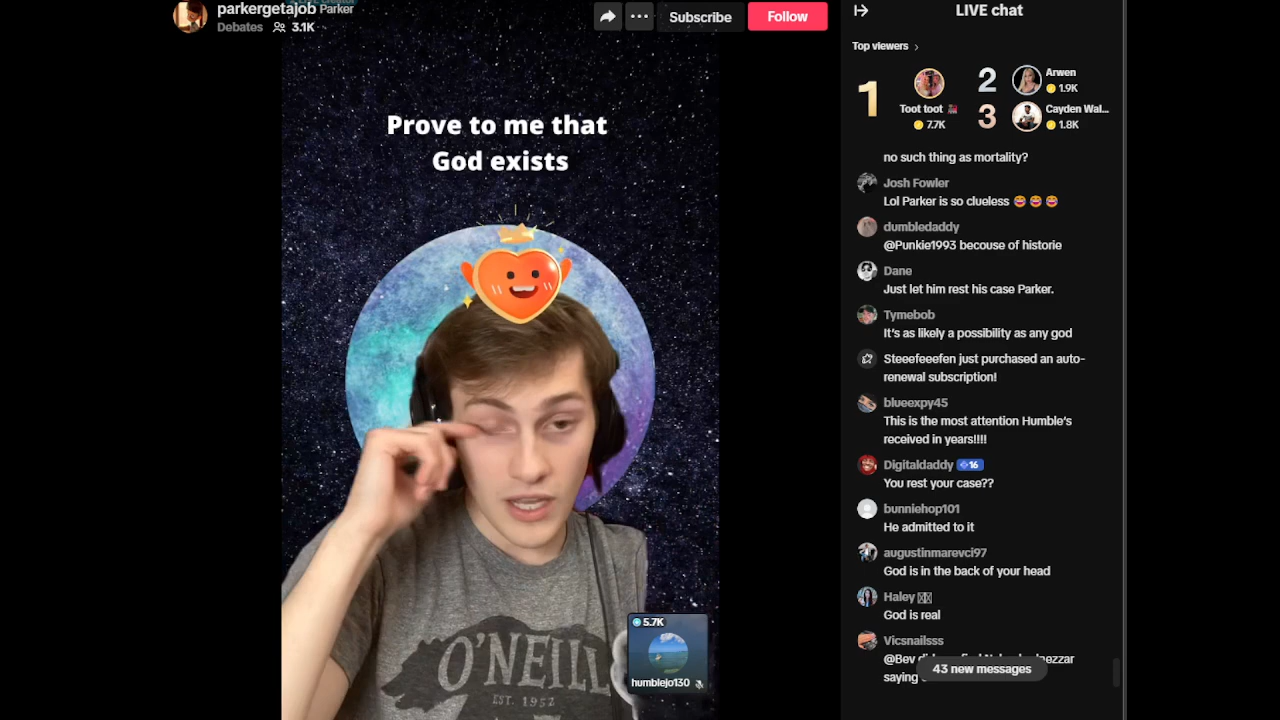 parkergetajob Parker
Debates 3.1K
Subscribe
Follow
Prove to me that
God exists
O'NEILL
EST. 1952
5.7K
humblejo130
LIVE chat
Top viewers
1
Toot toot
7.7K
2
Arwen
1.9K
3
Cayden Wal...
1.8K
no such thing as mortality?
Josh Fowler
Lol Parker is so clueless
dumbledaddy
@Punkie1993 becouse of historie
Dane
Just let him rest his case Parker.
Tymebob
It's as likely a possibility as any god
Steeefeeefen just purchased an auto-
renewal subscription!
blueexpy45
This is the most attention Humble's
received in years!!!!
Digitaldaddy 16
You rest your case??
bunniehop101
He admitted to it
augustinmarevci97
God is in the back of your head
Haley
God is real
Vicsnailsss
@Bev
saying
43 new messages